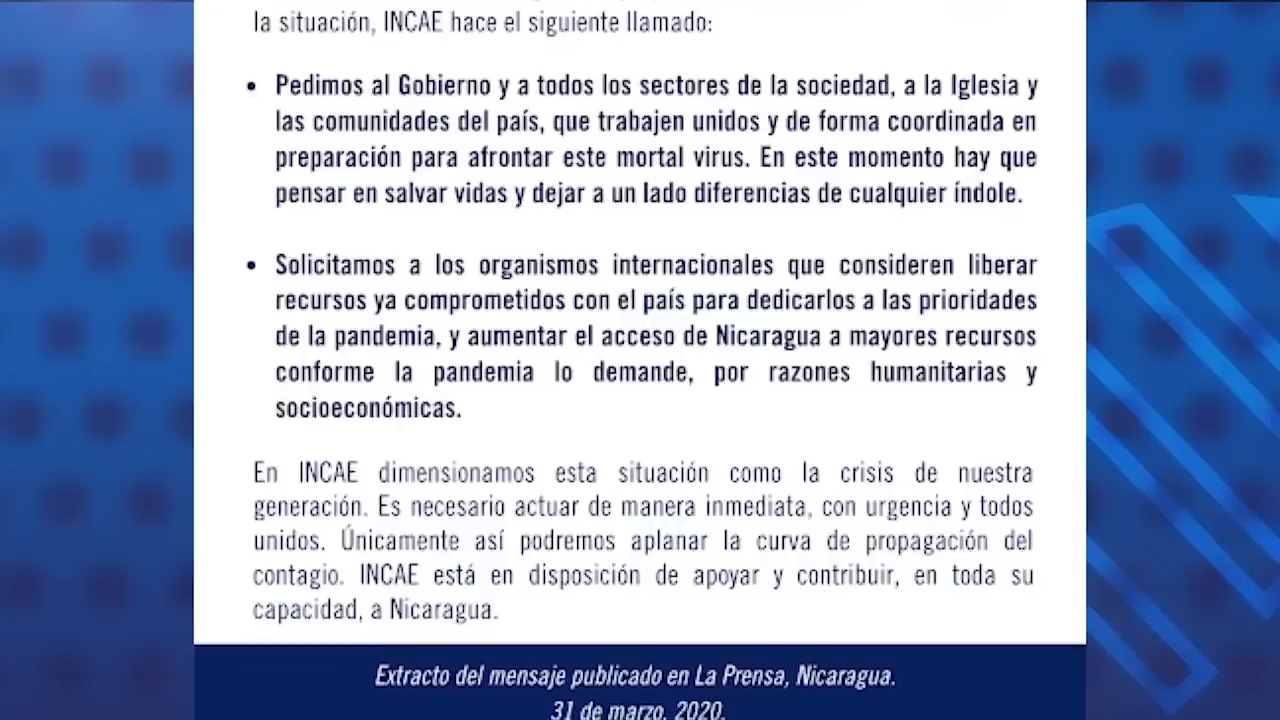 la situación, INCAE hace el siguiente llamado:
• Pedimos al Gobierno y a todos los sectores de la sociedad, a la Iglesia y
las comunidades del país, que trabajen unidos y de forma coordinada en
preparación para afrontar este mortal virus. En este momento hay que
pensar en salvar vidas y dejar a un lado diferencias de cualquier índole.
• Solicitamos a los organismos internacionales que consideren liberar
recursos ya comprometidos con el país para dedicarlos a las prioridades
de la pandemia, y aumentar el acceso de Nicaragua a mayores recursos
conforme la pandemia lo demande, por razones humanitarias y
socioeconómicas.
En INCAE dimensionamos esta situación como la crisis de nuestra
generación. Es necesario actuar de manera inmediata, con urgencia y todos
unidos. Únicamente así podremos aplanar la curva de propagación del
contagio. INCAE está en disposición de apoyar y contribuir, en toda su
capacidad, a Nicaragua.
Extracto del mensaje publicado en La Prensa, Nicaragua.
31 de marzo, 2020.